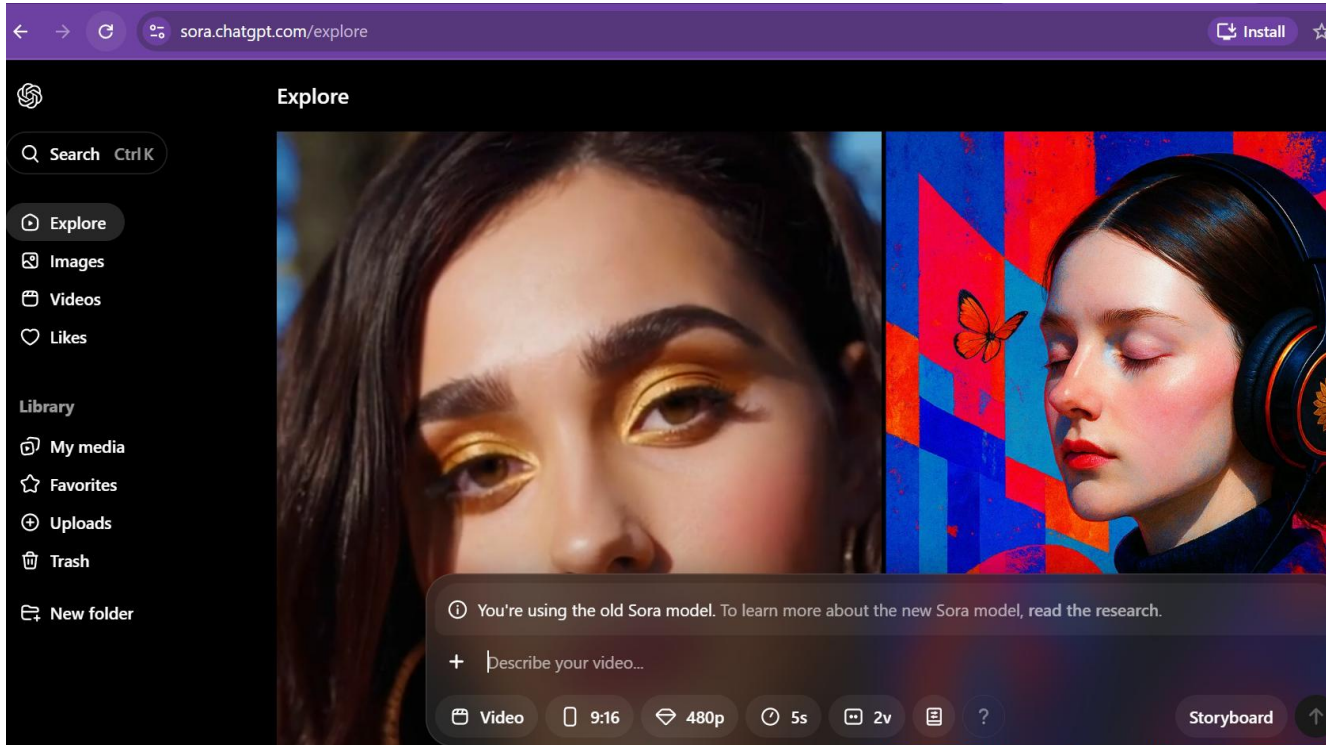 sora.chatgpt.com/explore
Install
Explore
Search Ctrl K
Explore
Images
Videos
Likes
Library
My media
Favorites
Uploads
Trash
New folder
You're using the old Sora model. To learn more about the new Sora model, read the research.
Describe your video...
Video 9:16 480p 5s 2v ? Storyboard